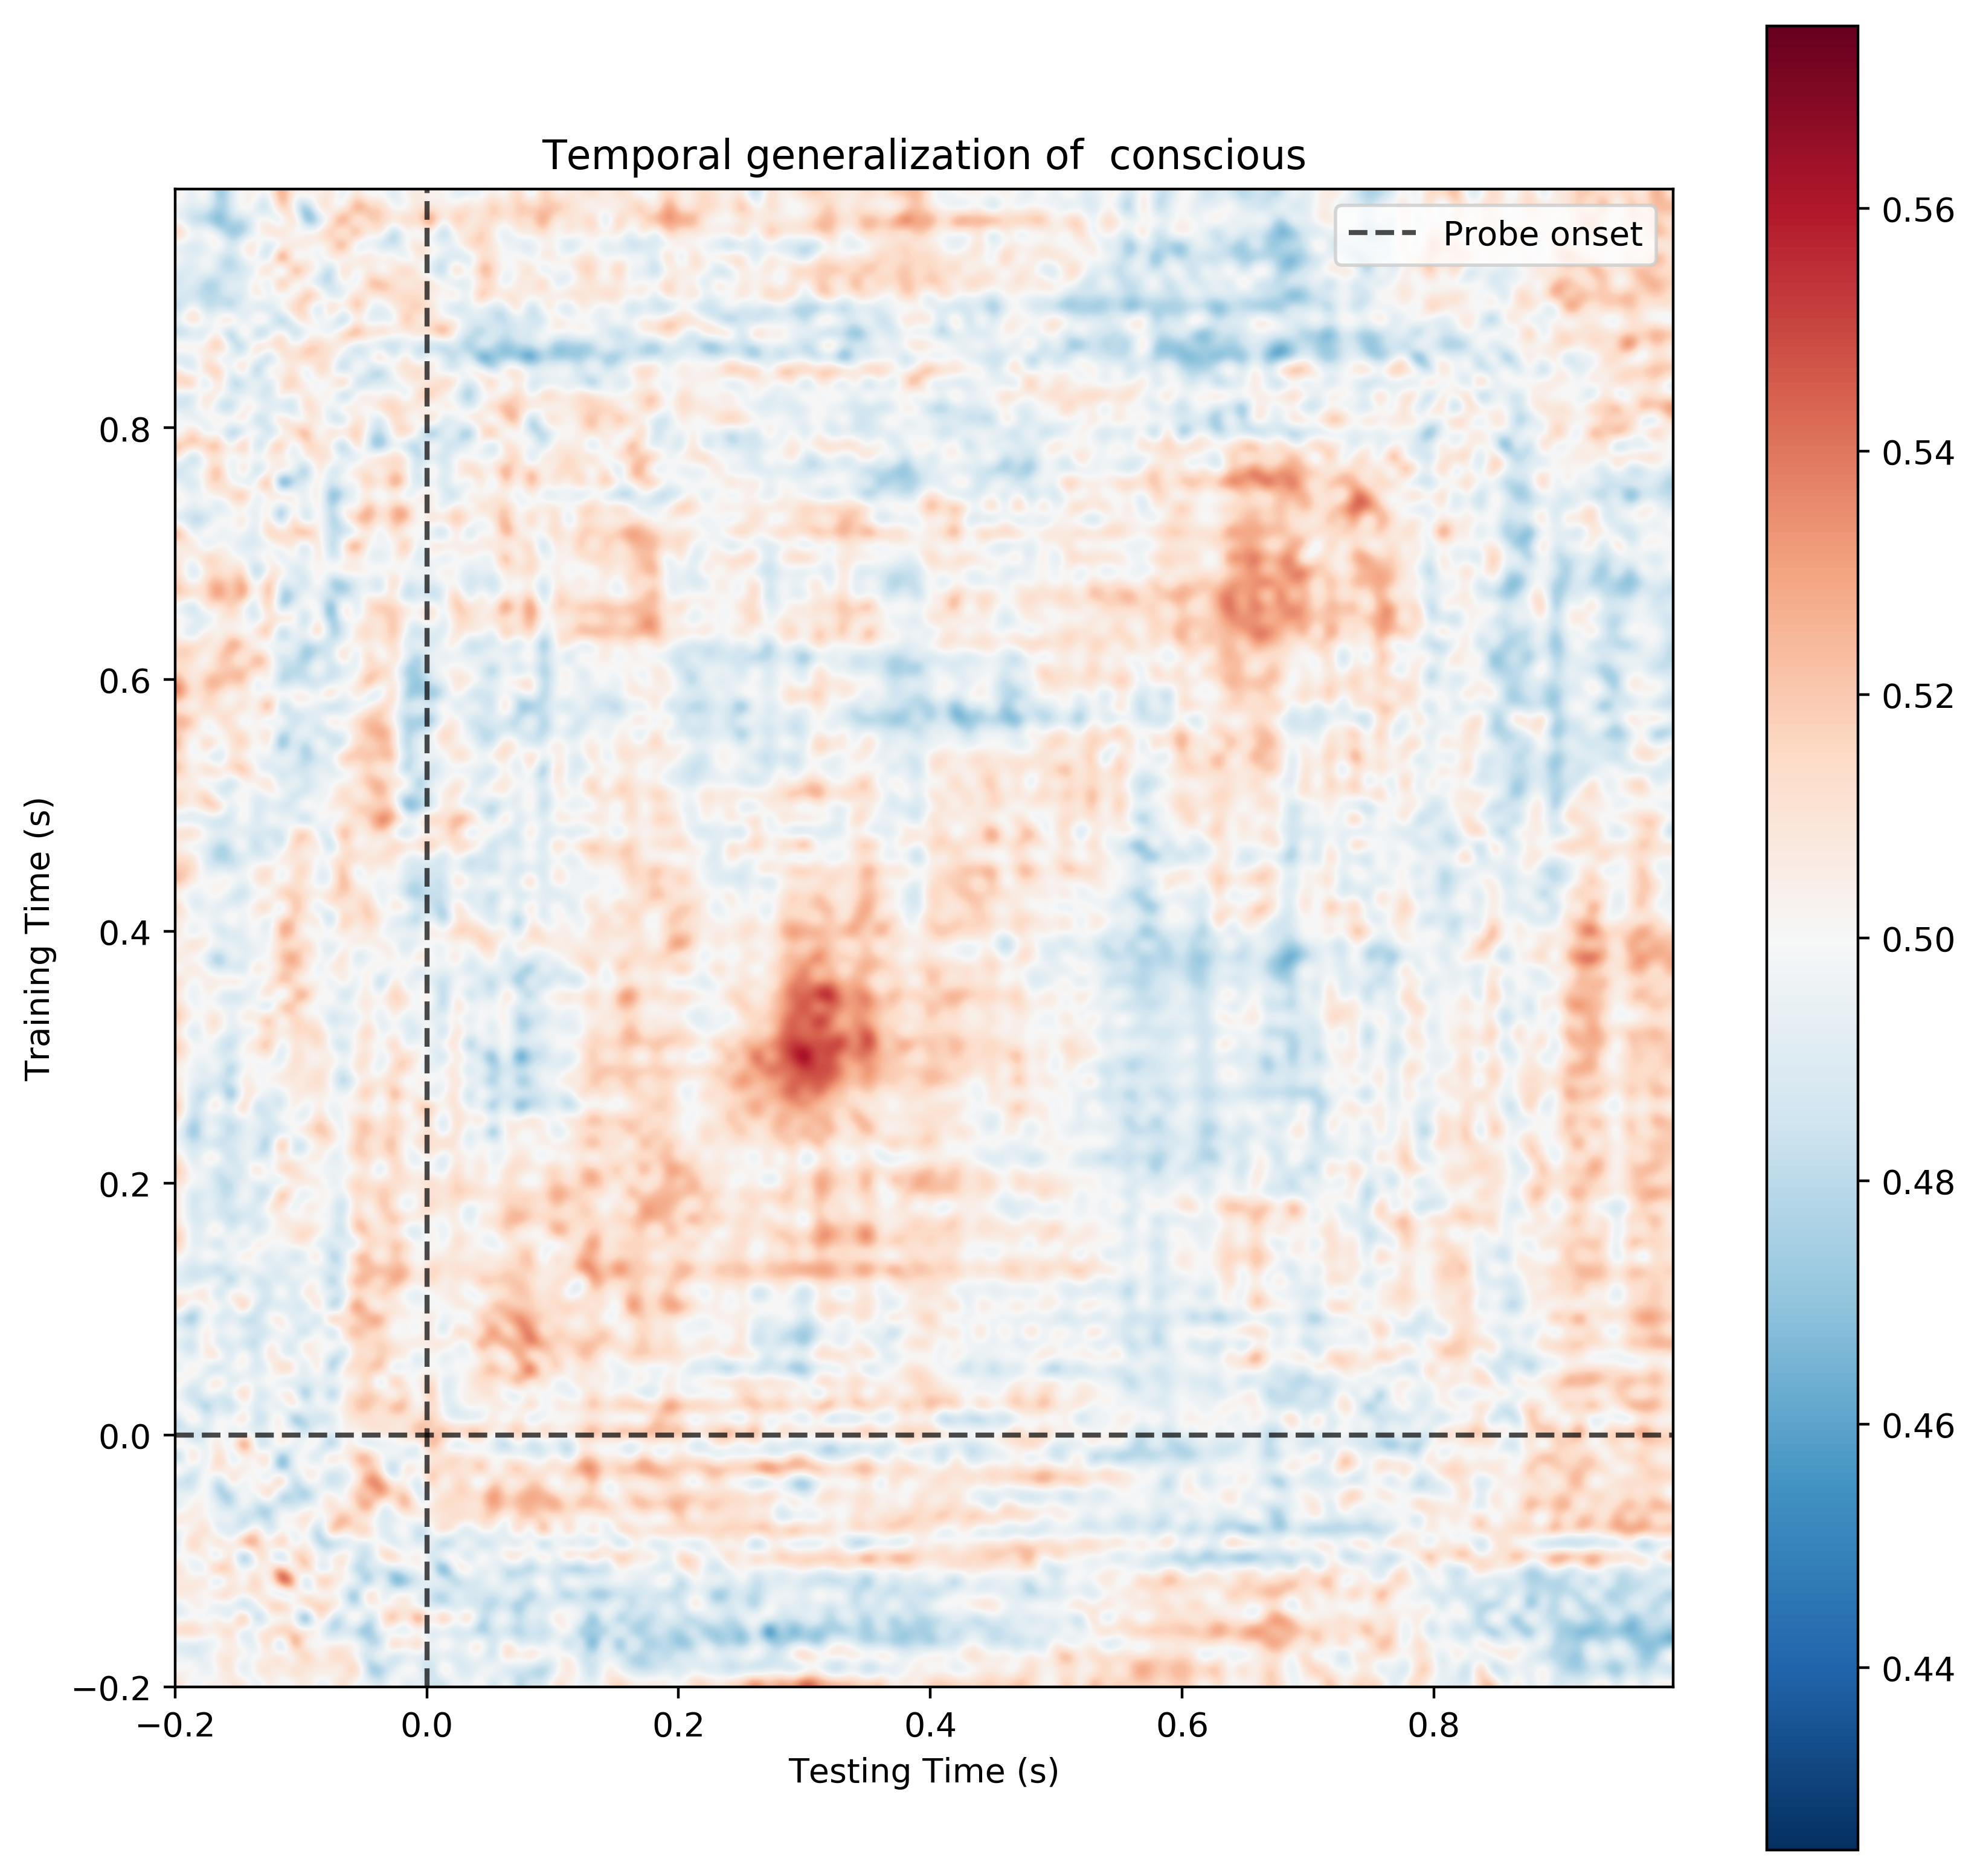 Temporal generalization of  conscious
Probe onset
Training Time (s)
0.8
0.6
0.4
0.2
0.0
−0.2
−0.2 0.0 0.2 0.4 0.6 0.8
Testing Time (s)
0.56
0.54
0.52
0.50
0.48
0.46
0.44